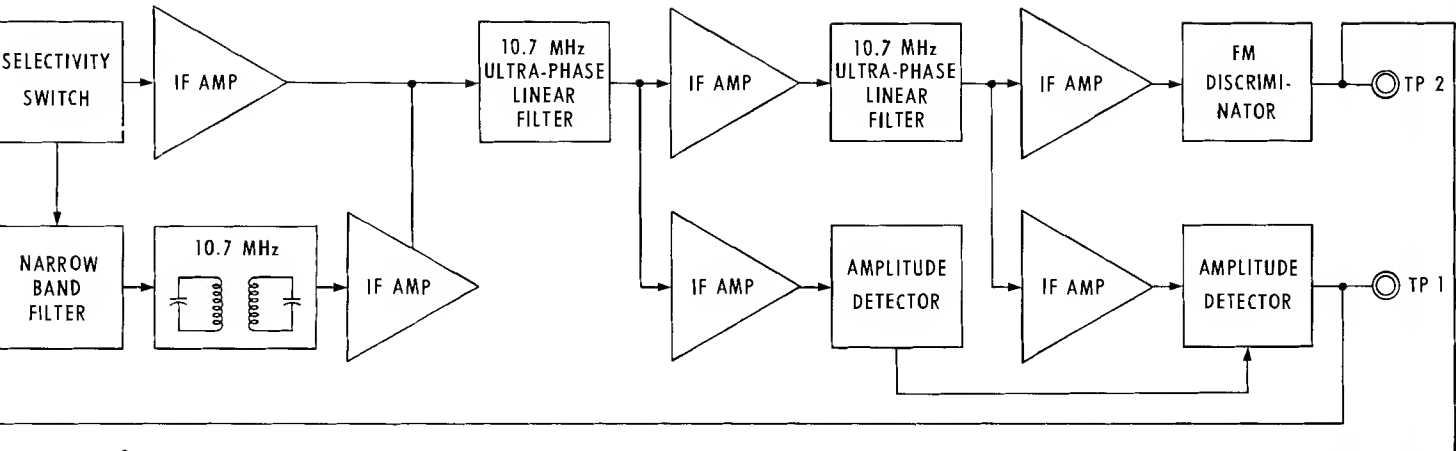 SELECTIVITY
SWITCH
IF AMP
10.7 MHz
ULTRA-PHASE
LINEAR
FILTER
IF AMP
10.7 MHz
ULTRA-PHASE
LINEAR
FILTER
IF AMP
FM
DISCRIMI-
NATOR
TP 2
NARROW
BAND
FILTER
10.7 MHz
IF AMP
IF AMP
AMPLITUDE
DETECTOR
IF AMP
AMPLITUDE
DETECTOR
TP 1